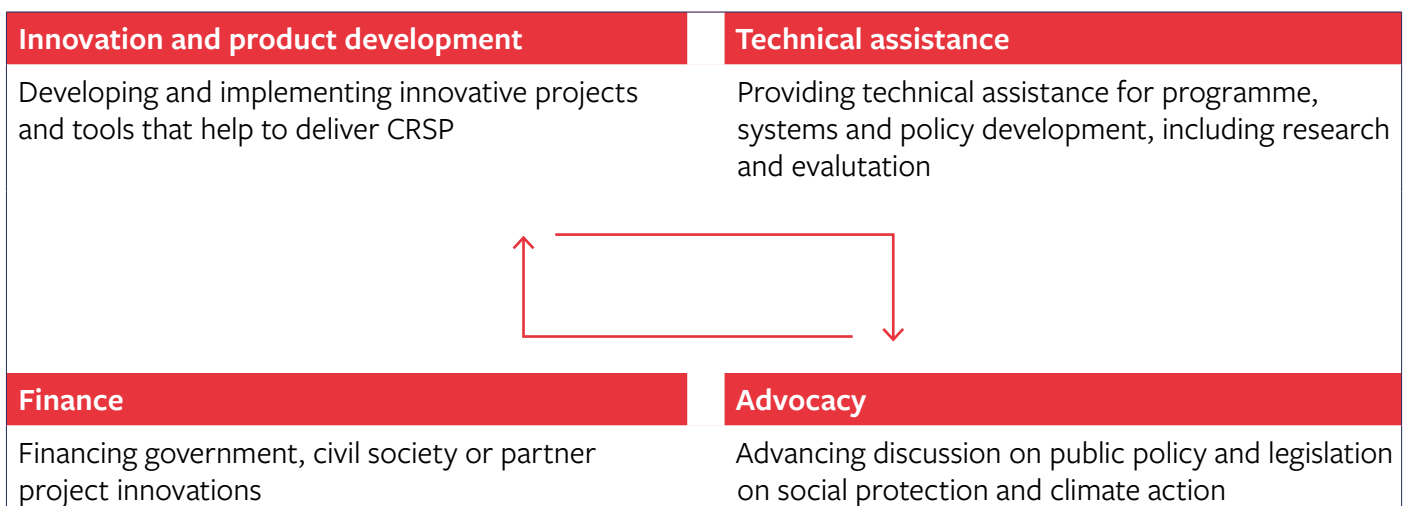 Innovation and product development
Developing and implementing innovative projects
and tools that help to deliver CRSP
Technical assistance
Providing technical assistance for programme,
systems and policy development, including research
and evalutation
Finance
Financing government, civil society or partner
project innovations
Advocacy
Advancing discussion on public policy and legislation
on social protection and climate action